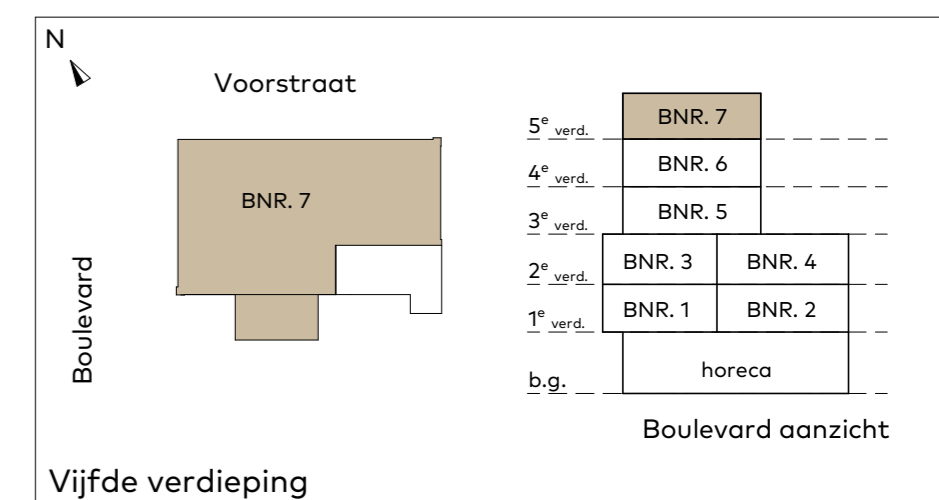 N
Voorstraat
BNR. 7
Boulevard
5e verd.
BNR. 7
4e verd.
BNR. 6
3e verd.
BNR. 5
2e verd.
BNR. 3
BNR. 4
1e verd.
BNR. 1
BNR. 2
b.g.
horeca
Boulevard aanzicht
Vijfde verdieping